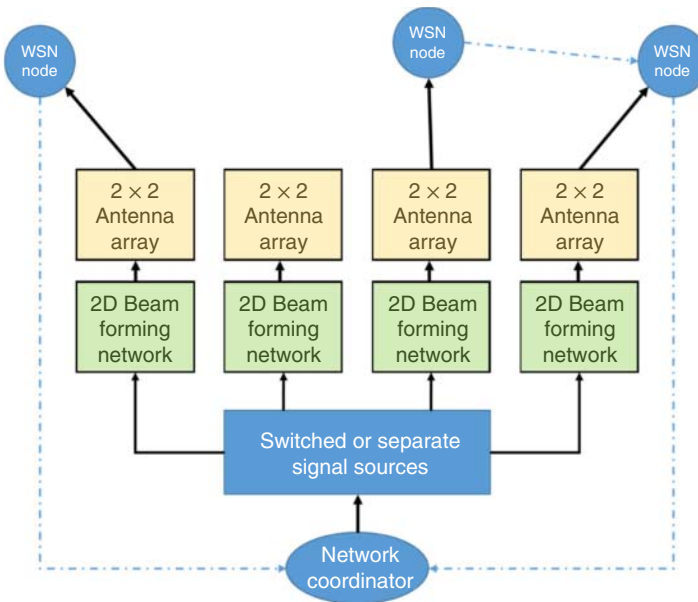 WSN
node
WSN
node
WSN
node
2 × 2
Antenna
array
2 × 2
Antenna
array
2 × 2
Antenna
array
2 × 2
Antenna
array
2D Beam
forming
network
2D Beam
forming
network
2D Beam
forming
network
2D Beam
forming
network
Switched or separate
signal sources
Network
coordinator